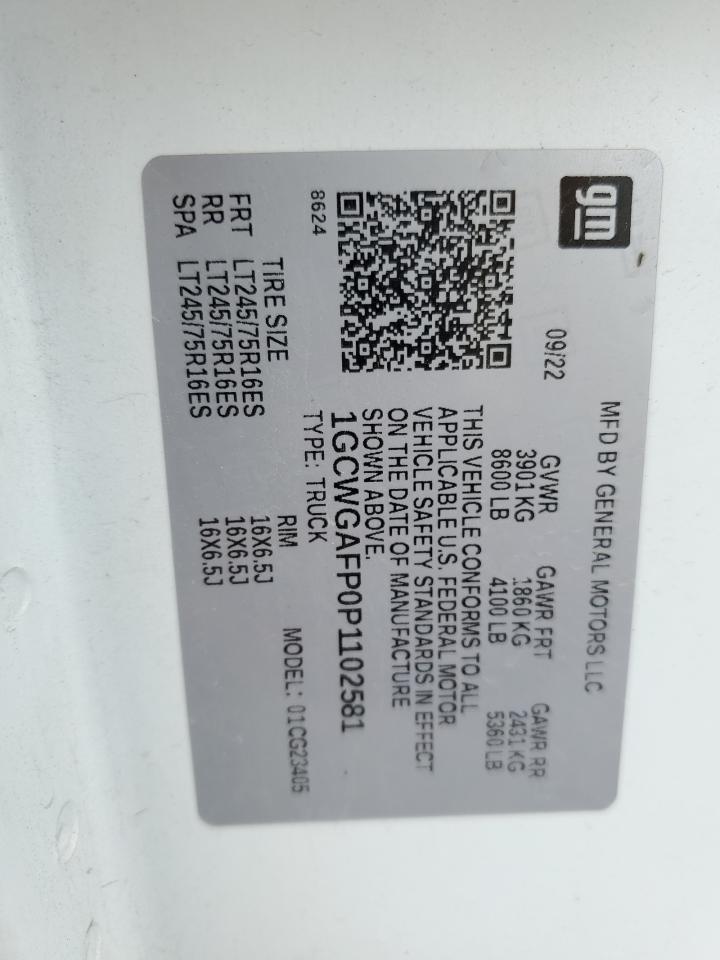 gm
MFD BY GENERAL MOTORS LLC
09/22
GVWR GAWR FRT GAWR RR
3901 KG 1860 KG 2431 KG
8600 LB 4100 LB 5360 LB
THIS VEHICLE CONFORMS TO ALL
APPLICABLE U.S. FEDERAL MOTOR
VEHICLE SAFETY STANDARDS IN EFFECT
ON THE DATE OF MANUFACTURE
SHOWN ABOVE.
1GCWGAFP0P1102581
8624 TYPE: TRUCK MODEL: 01CG23405
TIRE SIZE RIM
FRT LT245/75R16ES 16X6.5J
RR LT245/75R16ES 16X6.5J
SPA LT245/75R16ES 16X6.5J